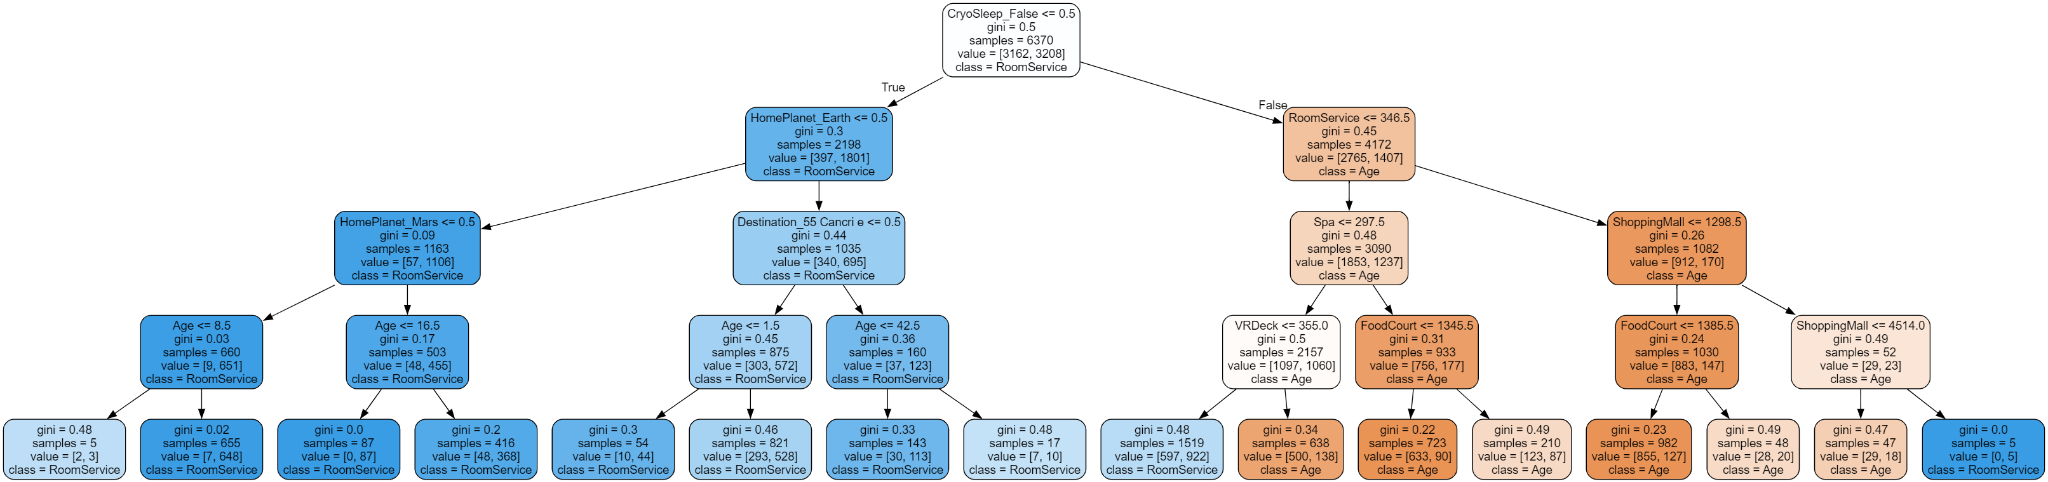 CryoSleep_False <= 0.5
gini = 0.5
samples = 6370
value = [3162, 3208]
class = RoomService
True
False
HomePlanet_Earth <= 0.5
gini = 0.3
samples = 2198
value = [397, 1801]
class = RoomService
RoomService <= 346.5
gini = 0.45
samples = 4172
value = [2765, 1407]
class = Age
HomePlanet_Mars <= 0.5
gini = 0.09
samples = 1163
value = [57, 1106]
class = RoomService
Destination_55 Cancri e <= 0.5
gini = 0.44
samples = 1035
value = [340, 695]
class = RoomService
Spa <= 297.5
gini = 0.48
samples = 3090
value = [1853, 1237]
class = Age
ShoppingMall <= 1298.5
gini = 0.26
samples = 1082
value = [912, 170]
class = Age
Age <= 8.5
gini = 0.03
samples = 660
value = [9, 651]
class = RoomService
Age <= 16.5
gini = 0.17
samples = 503
value = [48, 455]
class = RoomService
Age <= 1.5
gini = 0.45
samples = 875
value = [303, 572]
class = RoomService
Age <= 42.5
gini = 0.36
samples = 160
value = [37, 123]
class = RoomService
VRDeck <= 355.0
gini = 0.5
samples = 2157
value = [1097, 1060]
class = Age
FoodCourt <= 1345.5
gini = 0.31
samples = 933
value = [756, 177]
class = Age
FoodCourt <= 1385.5
gini = 0.24
samples = 1030
value = [883, 147]
class = Age
ShoppingMall <= 4514.0
gini = 0.49
samples = 52
value = [29, 23]
class = Age
gini = 0.48
samples = 5
value = [2, 3]
class = RoomService
gini = 0.02
samples = 655
value = [7, 648]
class = RoomService
gini = 0.0
samples = 87
value = [0, 87]
class = RoomService
gini = 0.2
samples = 416
value = [48, 368]
class = RoomService
gini = 0.3
samples = 54
value = [10, 44]
class = RoomService
gini = 0.46
samples = 821
value = [293, 528]
class = RoomService
gini = 0.33
samples = 143
value = [30, 113]
class = RoomService
gini = 0.48
samples = 17
value = [7, 10]
class = RoomService
gini = 0.48
samples = 1519
value = [597, 922]
class = RoomService
gini = 0.34
samples = 638
value = [500, 138]
class = Age
gini = 0.22
samples = 723
value = [633, 90]
class = Age
gini = 0.49
samples = 210
value = [123, 87]
class = Age
gini = 0.23
samples = 982
value = [855, 127]
class = Age
gini = 0.49
samples = 48
value = [28, 20]
class = Age
gini = 0.47
samples = 47
value = [29, 18]
class = Age
gini = 0.0
samples = 5
value = [0, 5]
class = RoomService